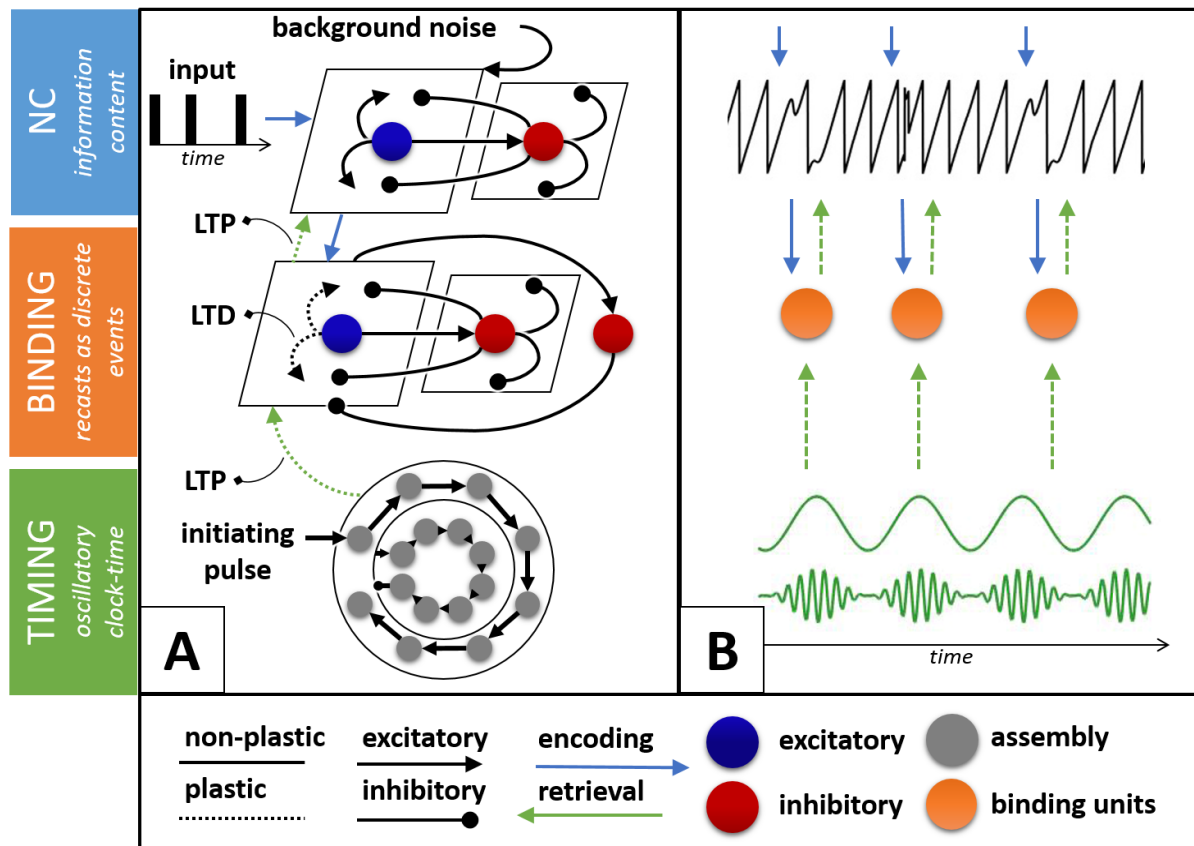 NC
information
content
BINDING
recasts as discrete
events
TIMING
oscillatory
clock-time
background noise
input
time
LTP
LTD
LTP
initiating
pulse
A
B
time
non-plastic
plastic
excitatory
inhibitory
encoding
retrieval
excitatory
inhibitory
assembly
binding units